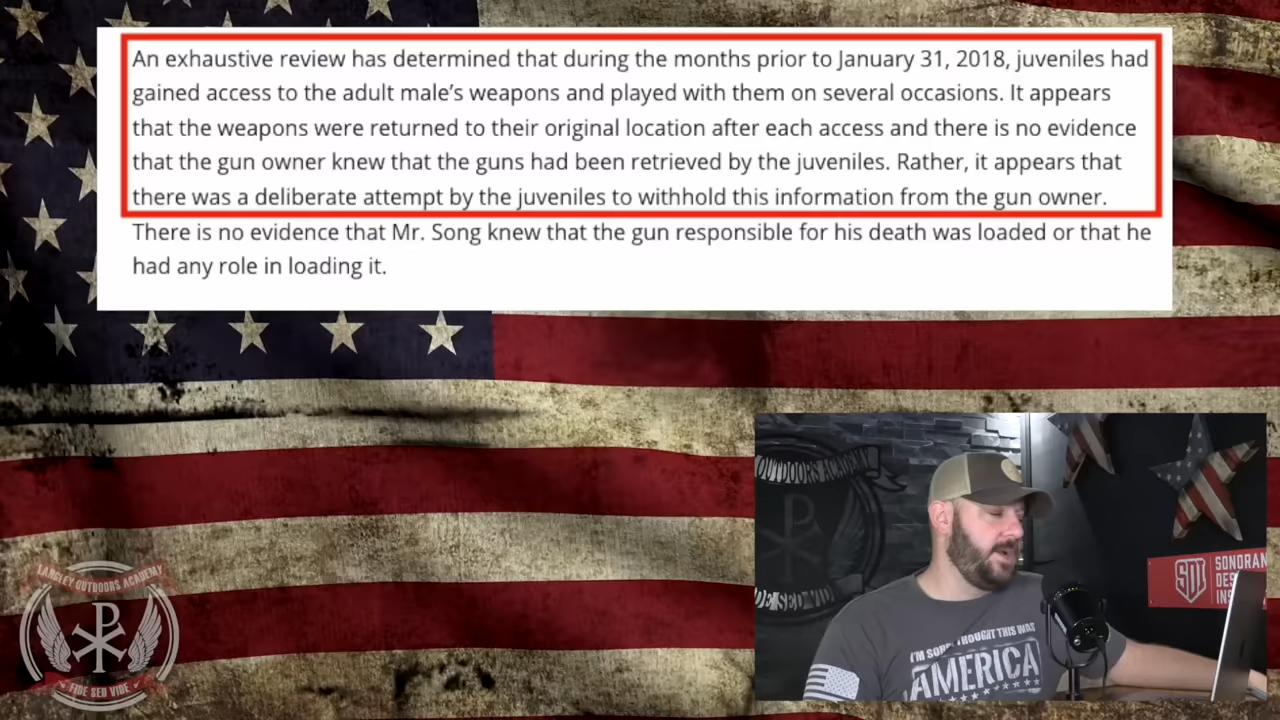 An exhaustive review has determined that during the months prior to January 31, 2018, juveniles had
gained access to the adult male’s weapons and played with them on several occasions. It appears
that the weapons were returned to their original location after each access and there is no evidence
that the gun owner knew that the guns had been retrieved by the juveniles. Rather, it appears that
there was a deliberate attempt by the juveniles to withhold this information from the gun owner.
There is no evidence that Mr. Song knew that the gun responsible for his death was loaded or that he
had any role in loading it.
OUTDOORS ACADEMY
DE SED VID
SDI
SONORAN
DES
INS
I'M SORRY THOUGHT THIS WAS
AMERICA
LANGLEY OUTDOORS ACADEMY
FIDE SED VIDE